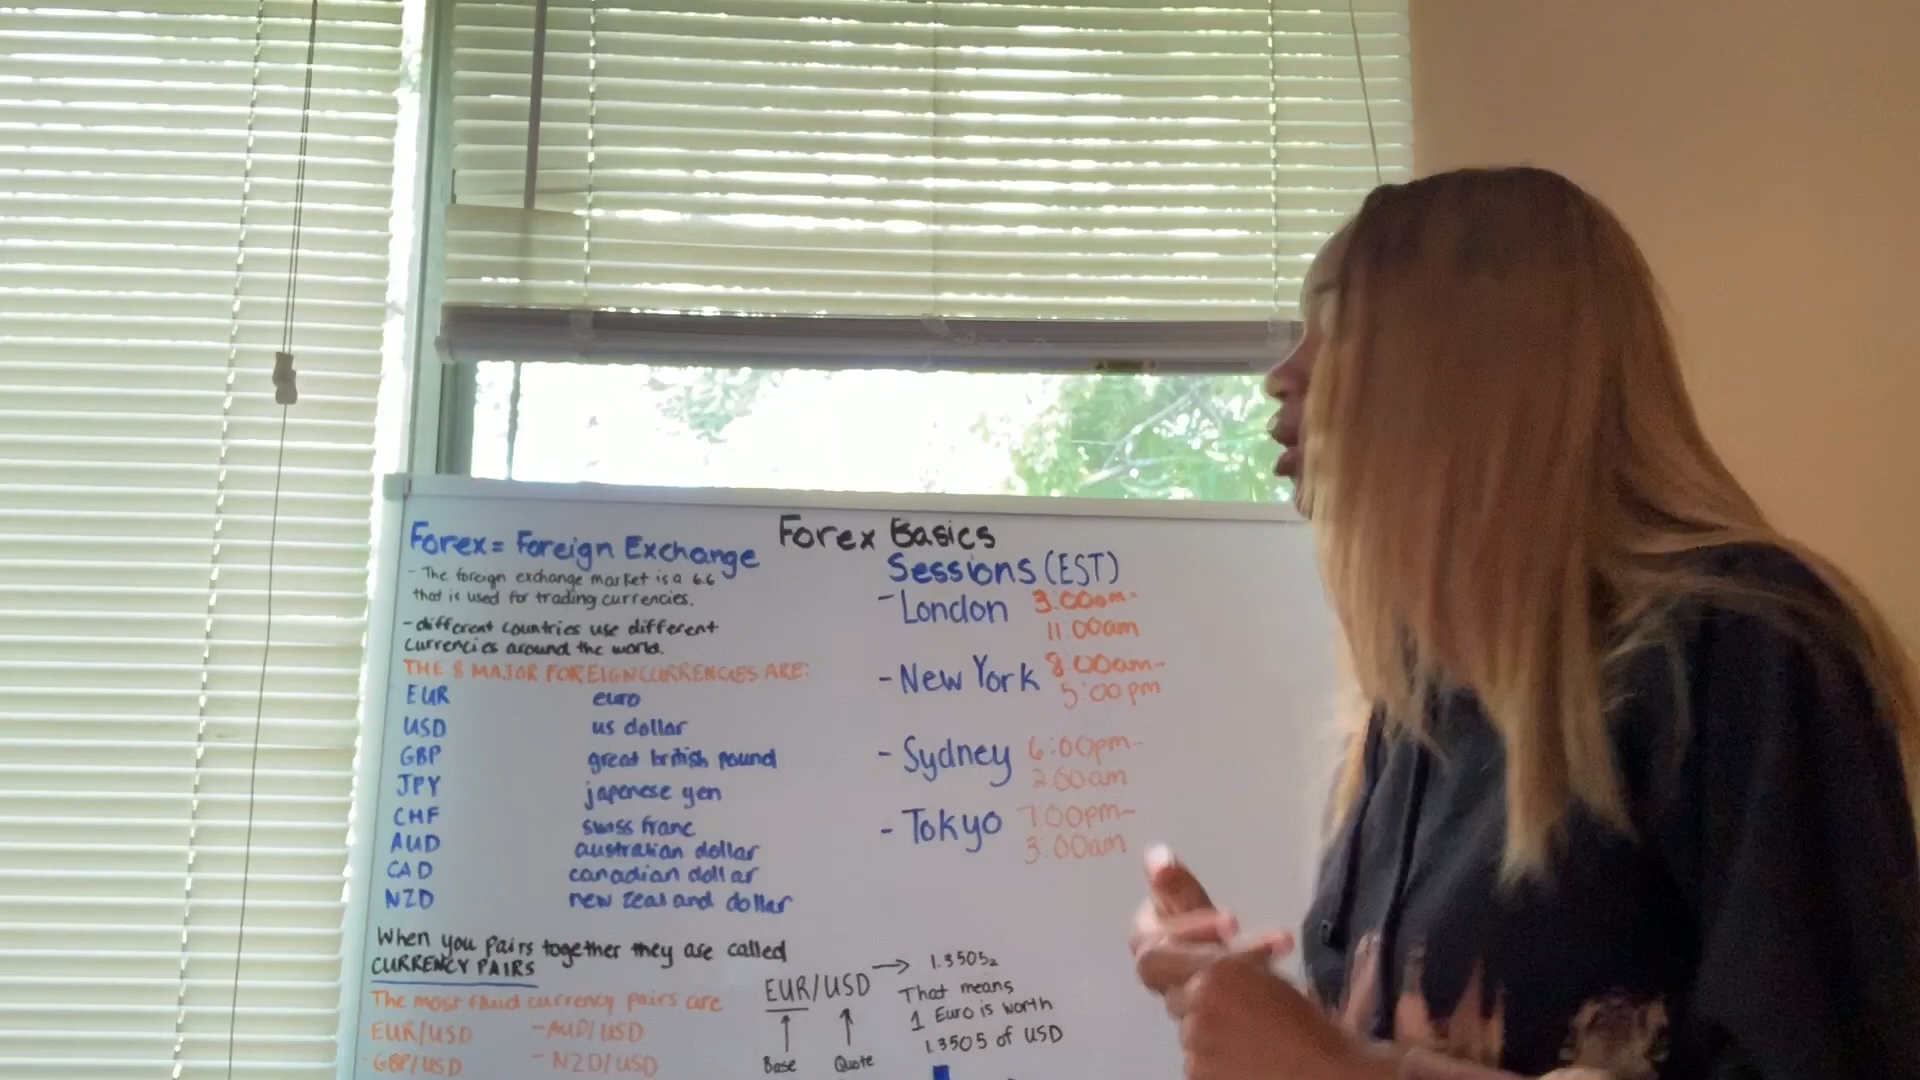 Forex Basics
Forex = Foreign Exchange
- The foreign exchange market is a 6.6
that is used for trading currencies.
- different countries use different
currencies around the world.
THE 8 MAJOR FOREIGN CURRENCIES ARE:
EUR euro
USD us dollar
GBP great british pound
JPY japenese yen
CHF swiss franc
AUD australian dollar
CAD canadian dollar
NZD new zealand dollar
When you pairs together they are called
CURRENCY PAIRS
The most fluid currency pairs are
EUR/USD - AUD/USD
GBP/USD - NZD/USD
Sessions (EST)
- London 3:00am-
11:00am
- New York 8:00am-
5:00pm
- Sydney 6:00pm-
2:00am
- Tokyo 7:00pm-
3:00am
EUR/USD → 1.35052
That means
1 Euro is worth
1.3505 of USD
Base Quote